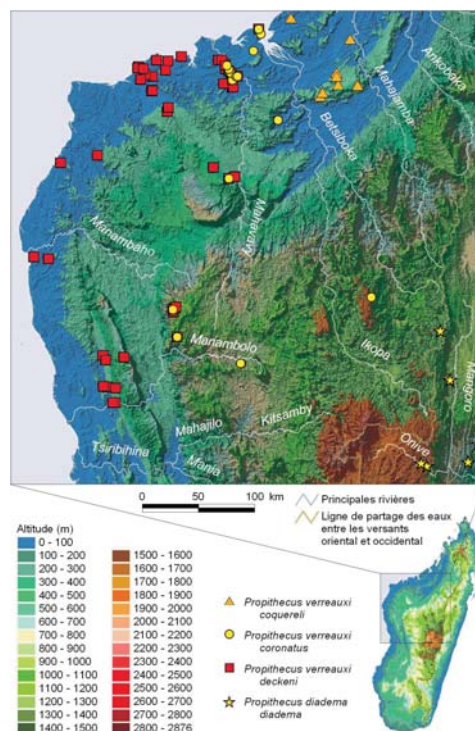 Ankoboka
Mahajamba
Betsiboka
Mahavavy
Manambaho
Manambolo
Ikopa
Mangoro
Mahajilo
Kitsamby
Onive
Tsiribihina
Mania
0 50 100 km
Principales rivières
Ligne de partage des eaux
entre les versants
oriental et occidental
Altitude (m)
0 - 100
100 - 200
200 - 300
300 - 400
400 - 500
500 - 600
600 - 700
700 - 800
800 - 900
900 - 1000
1000 - 1100
1100 - 1200
1200 - 1300
1300 - 1400
1400 - 1500
1500 - 1600
1600 - 1700
1700 - 1800
1800 - 1900
1900 - 2000
2000 - 2100
2100 - 2200
2200 - 2300
2300 - 2400
2400 - 2500
2500 - 2600
2600 - 2700
2700 - 2800
2800 - 2876
Propithecus verreauxi
coquereli
Propithecus verreauxi
coronatus
Propithecus verreauxi
deckeni
Propithecus diadema
diadema